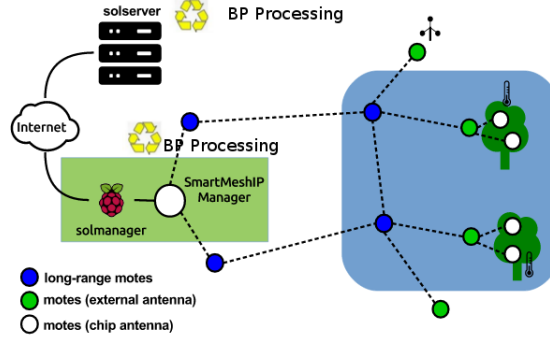 solserver
BP Processing
Internet
BP Processing
SmartMeshIP
Manager
solmanager
long-range motes
motes (external antenna)
motes (chip antenna)